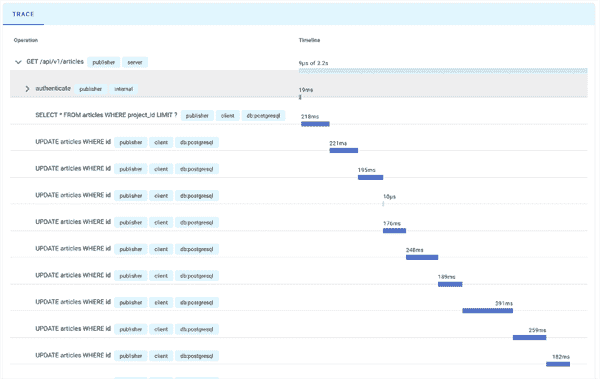 TRACE
Operation Timeline
GET /api/v1/articles publisher server 9µs of 3.2s
authenticate publisher internal 19ms
SELECT * FROM articles WHERE project_id LIMIT ? publisher client db:postgresql 218ms
UPDATE articles WHERE id publisher client db:postgresql 221ms
UPDATE articles WHERE id publisher client db:postgresql 195ms
UPDATE articles WHERE id publisher client db:postgresql 10µs
UPDATE articles WHERE id publisher client db:postgresql 176ms
UPDATE articles WHERE id publisher client db:postgresql 248ms
UPDATE articles WHERE id publisher client db:postgresql 189ms
UPDATE articles WHERE id publisher client db:postgresql 391ms
UPDATE articles WHERE id publisher client db:postgresql 259ms
UPDATE articles WHERE id publisher client db:postgresql 182ms